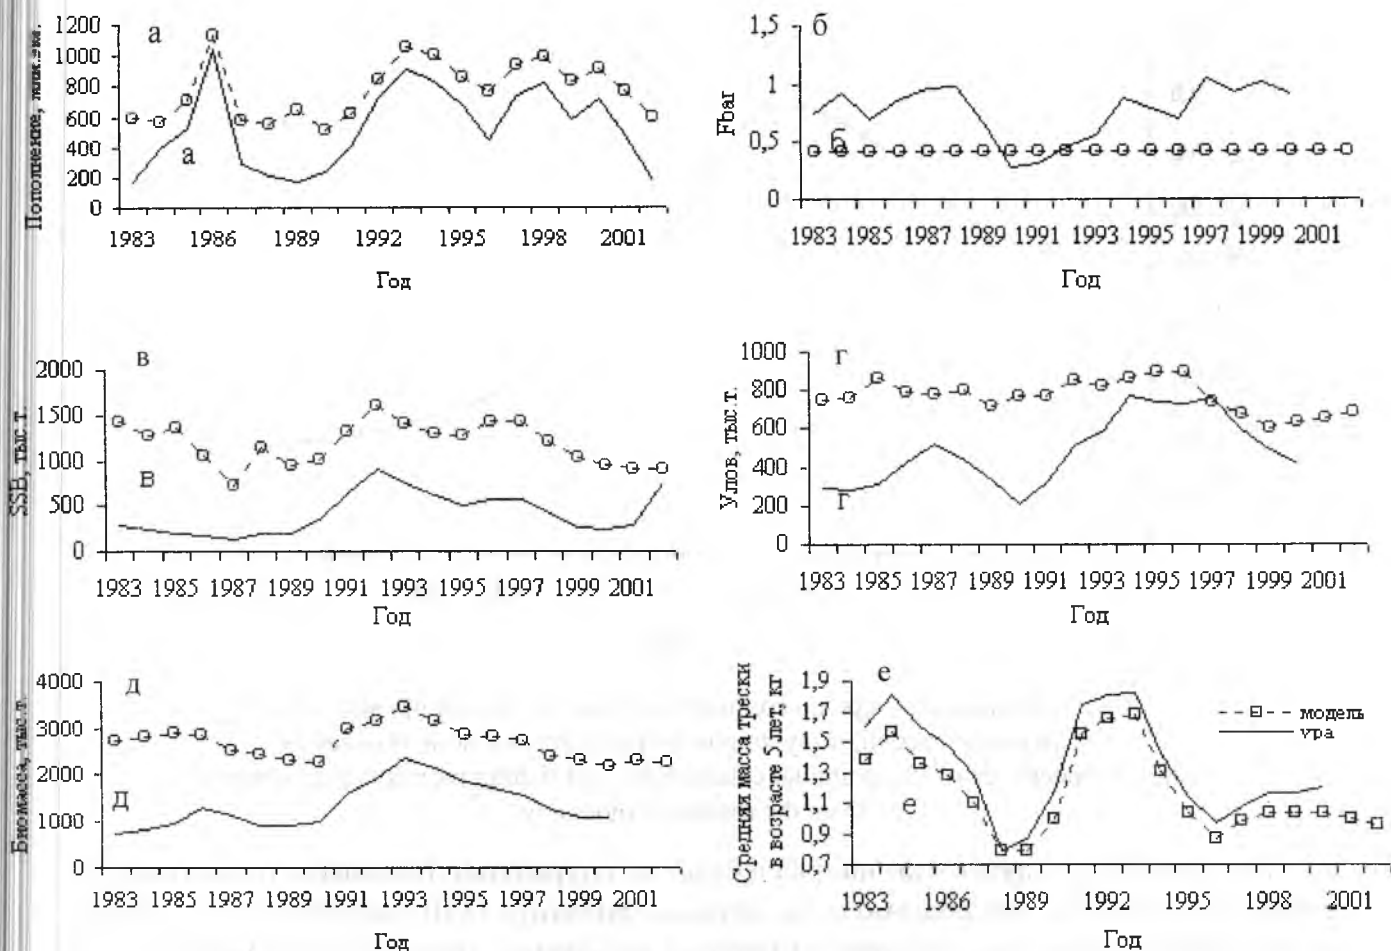 Пополнение, млн.экз.
1200
1000
800
600
400
200
0
а
а
1983 1986 1989 1992 1995 1998 2001
Год
Fbar
1,5
1
0,5
0
б
б
1983 1985 1987 1989 1991 1993 1995 1997 1999 2001
Год
SSB, тыс.т.
2000
1500
1000
500
0
в
в
1983 1985 1987 1989 1991 1993 1995 1997 1999 2001
Год
Улов, тыс.т.
1000
800
600
400
200
0
г
г
1983 1985 1987 1989 1991 1993 1995 1997 1999 2001
Год
Биомасса, тыс.т.
4000
3000
2000
1000
0
д
д
1983 1985 1987 1989 1991 1993 1995 1997 1999 2001
Год
Средняя масса трески
в возрасте 5 лет, кг
1,9
1,7
1,5
1,3
1,1
0,9
0,7
е
е
модель
vpa
1983 1986 1989 1992 1995 1998 2001
Год